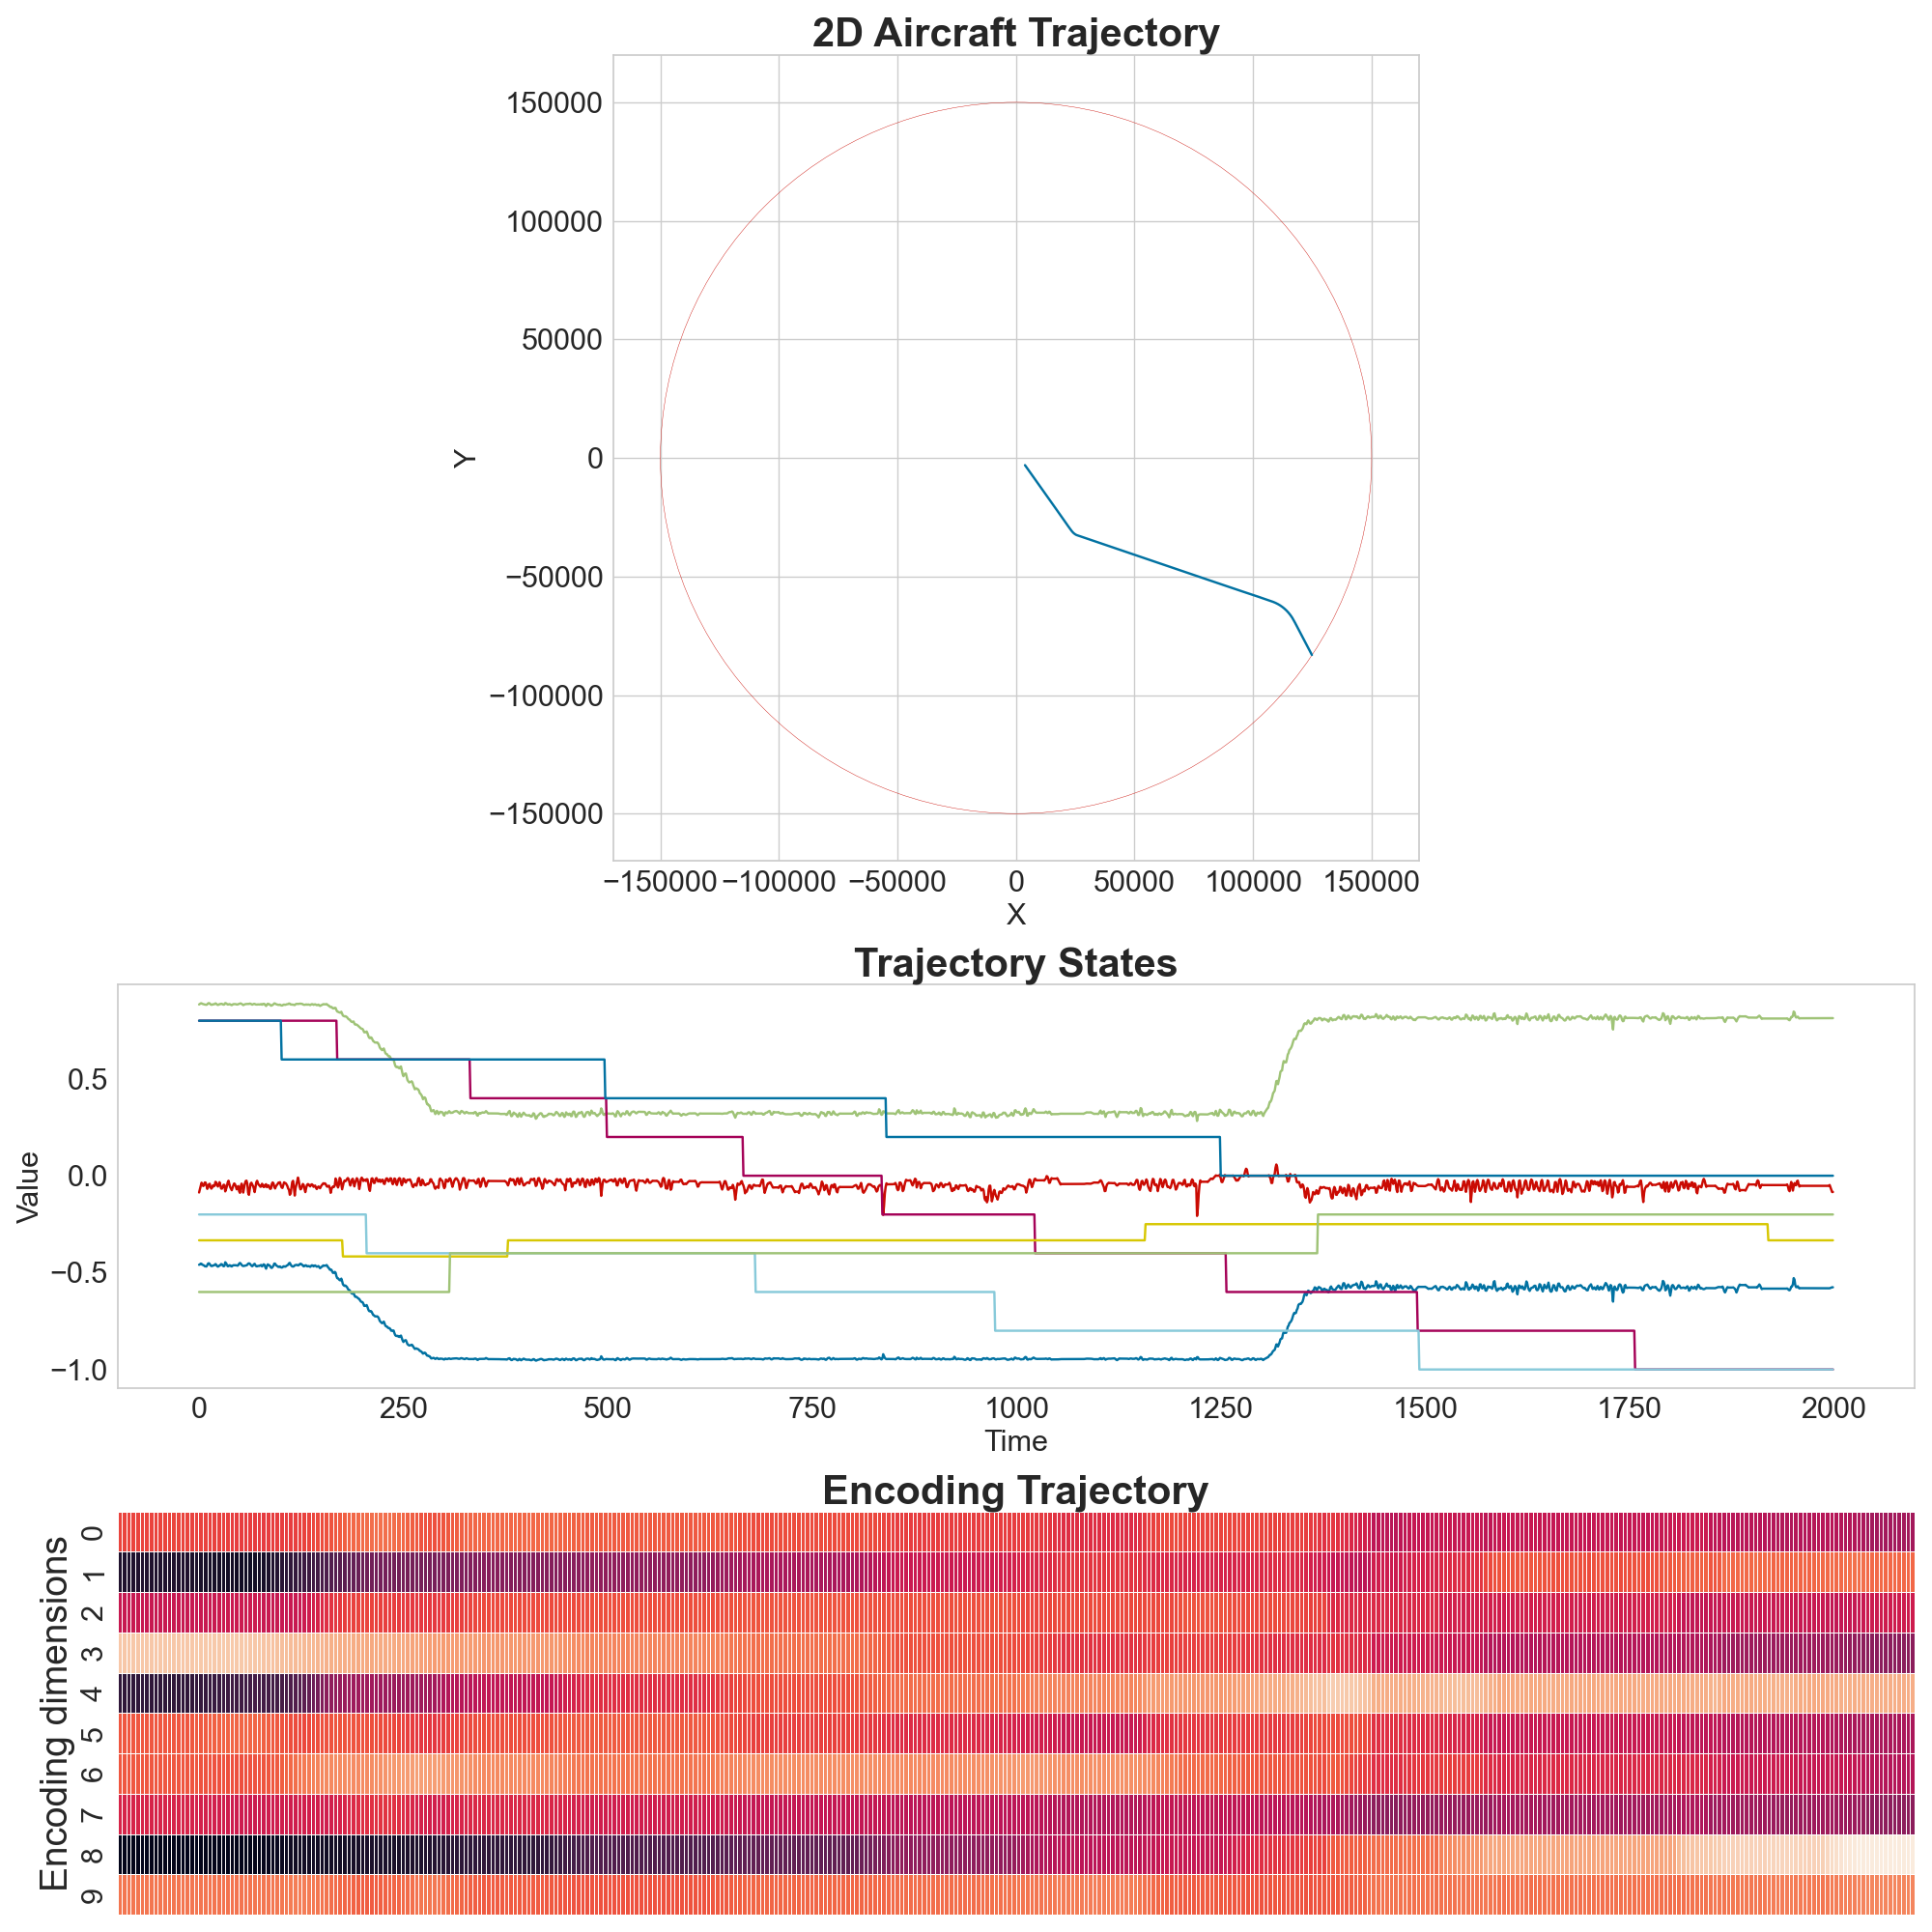 2D Aircraft Trajectory
150000
100000
50000
0
−50000
−100000
−150000
Y
−150000 −100000 −50000 0 50000 100000 150000
X
Trajectory States
0.5
0.0
−0.5
−1.0
Value
0 250 500 750 1000 1250 1500 1750 2000
Time
Encoding Trajectory
Encoding dimensions
0
1
2
3
4
5
6
7
8
9